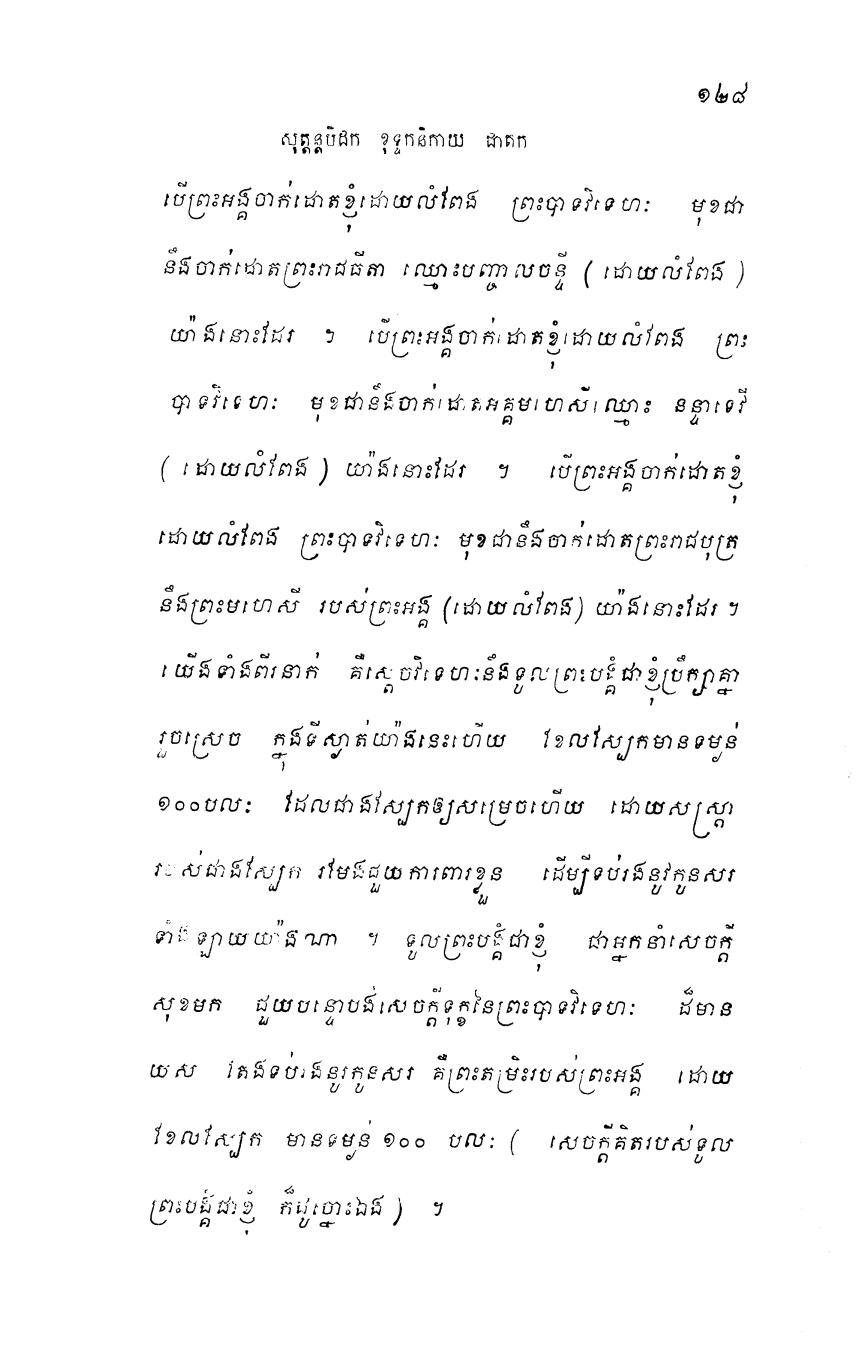 ១២៨
សុត្តន្តបិដក ខុទ្ទកនិកាយ ជាតក
បើព្រះអង្គចាក់ដោតខ្ញុំដោយលំពែង ព្រះបាទវិទេហៈ មុខជា
នឹងចាក់ដោតព្រះរាជធីតា ឈ្មោះបញ្ចាលចន្ទី ( ដោយលំពែង )
យ៉ាងនោះដែរ ។ បើព្រះអង្គចាក់ដោតខ្ញុំដោយលំពែង ព្រះ
បាទវិទេហៈ មុខជានឹងចាក់ដោតអគ្គមហេសីឈ្មោះ នន្ទាទេវី
( ដោយលំពែង ) យ៉ាងនោះដែរ ។ បើព្រះអង្គចាក់ដោតខ្ញុំ
ដោយលំពែង ព្រះបាទវិទេហៈ មុខជានឹងចាក់ដោតព្រះរាជបុត្រ
នឹងព្រះមហេសី របស់ព្រះអង្គ (ដោយលំពែង) យ៉ាងនោះដែរ ។
យើងទាំងពីរនាក់ គឺស្តេចវិទេហៈនឹងទូលព្រះបង្គំជាខ្ញុំប្រឹក្សាគ្នា
រួចស្រេច ក្នុងទីស្ងាត់យ៉ាងនេះហើយ ខែលស្បែកមានទម្ងន់
១០០បលៈ ដែលជាងស្បែកឲ្យសម្រេចហើយ ដោយសស្ត្រា
របស់ជាងស្បែក រមែងជួយការពារខ្លួន ដើម្បីទប់រងនូវកូនសរ
ទាំងឡាយយ៉ាងណា ។ ទូលព្រះបង្គំជាខ្ញុំ ជាអ្នកនាំសេចក្តី
សុខមក ជួយបន្ទោបង់សេចក្តីទុក្ខនៃព្រះបាទវិទេហៈ ដ៏មាន
យស តែងទប់រងនូវកូនសរ គឺព្រះតម្រិះរបស់ព្រះអង្គ ដោយ
ខែលស្បែក មានទម្ងន់ ១០០ បលៈ ( សេចក្តីគិតរបស់ទូល
ព្រះបង្គំជាខ្ញុំ ក៏ដូច្នោះឯង ) ។